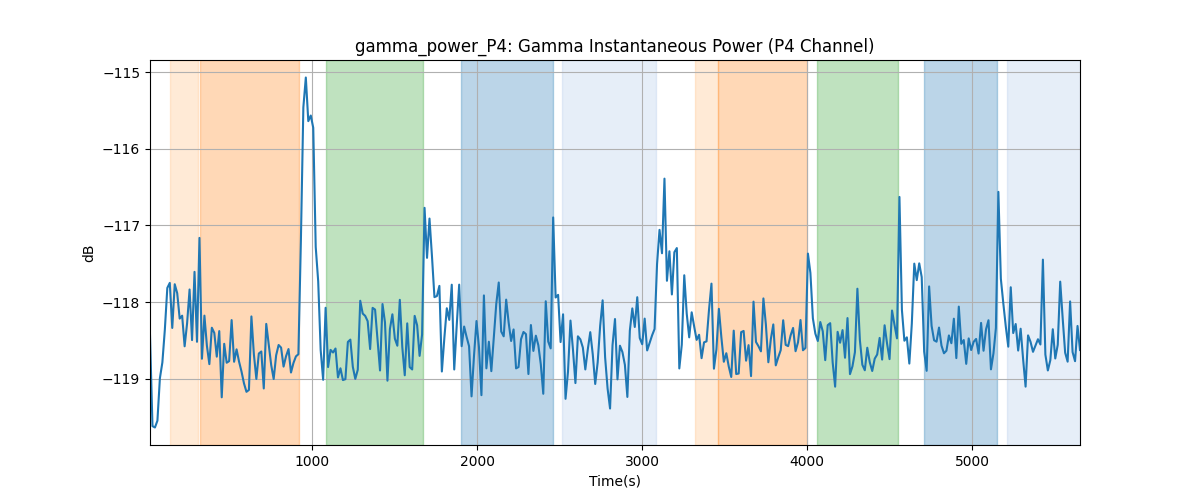 gamma_power_P4: Gamma Instantaneous Power (P4 Channel)
−115
−116
−117
−118
−119
dB
1000 2000 3000 4000 5000
Time(s)